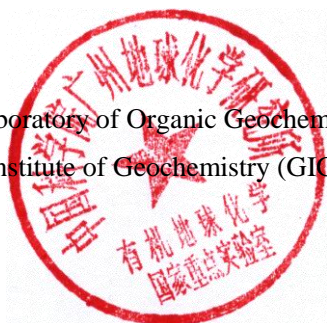 中国科学院广州地球化学研究所
boratory of Organic Geochem
nstitute of Geochemistry (GIG
有机地球化学
国家重点实验室